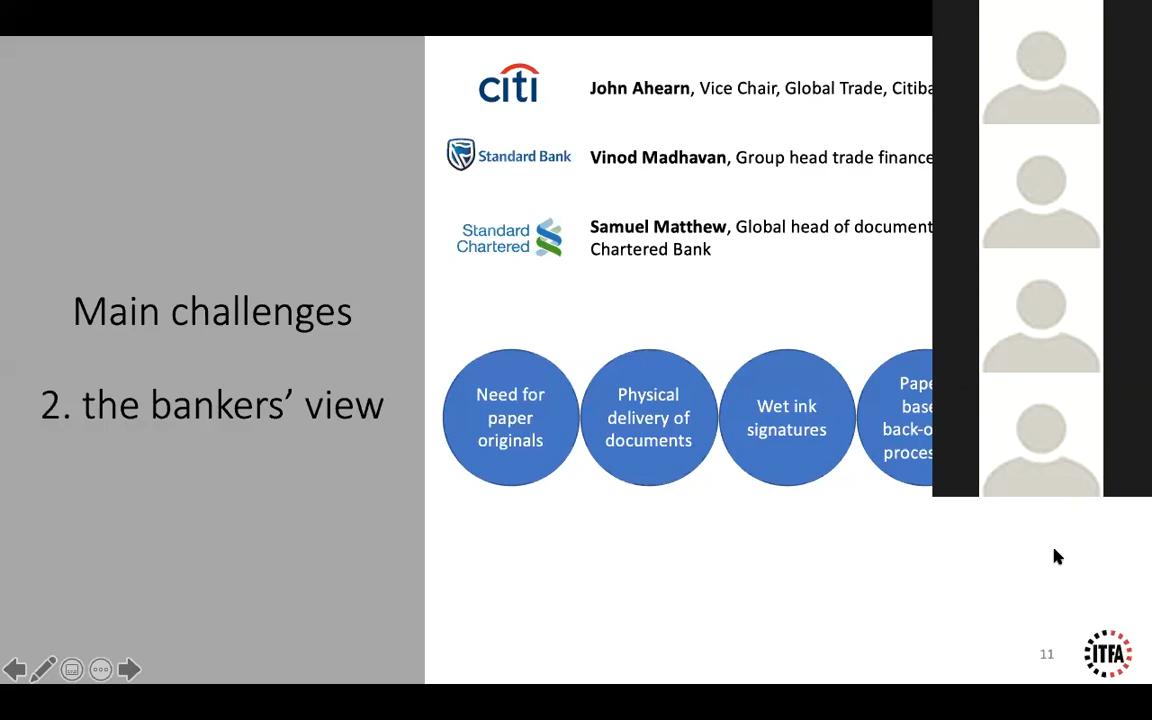 citi
John Ahearn, Vice Chair, Global Trade, Citiba
Standard Bank
Vinod Madhavan, Group head trade finance
Standard
Chartered
Samuel Matthew, Global head of document
Chartered Bank
Main challenges
2. the bankers’ view
Need for
paper
originals
Physical
delivery of
documents
Wet ink
signatures
Pape
base
back-o
proces
11
ITFA